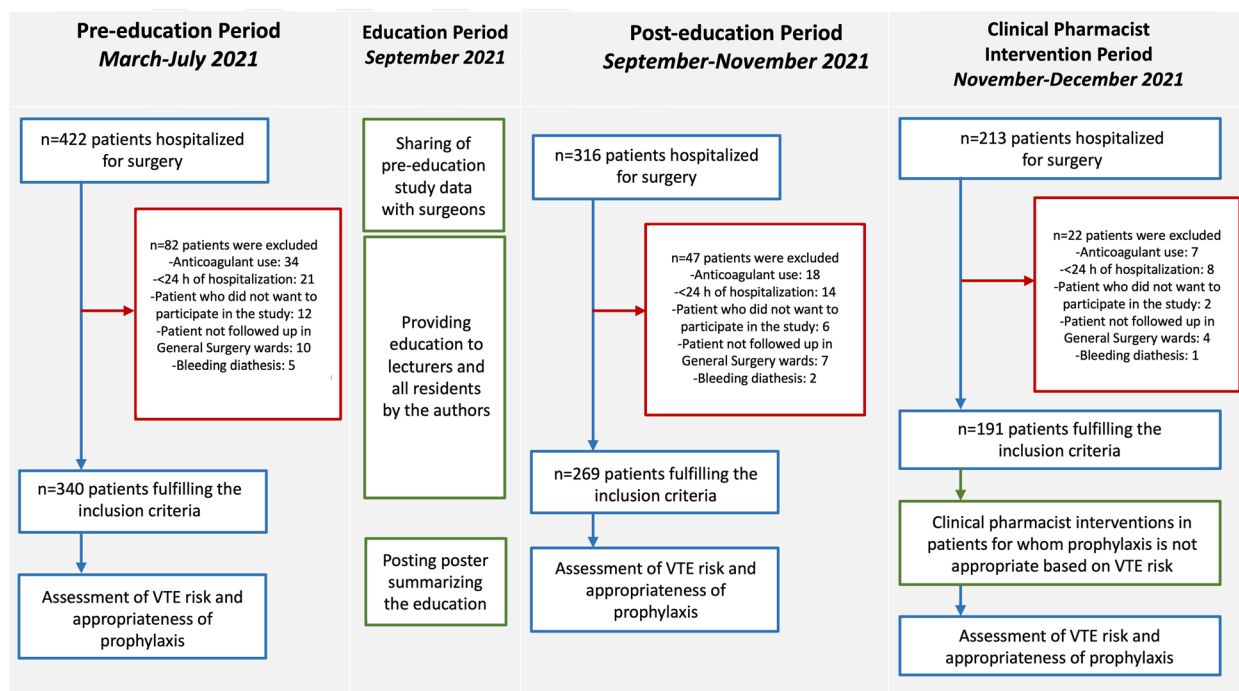 Pre-education Period
March-July 2021
n=422 patients hospitalized
for surgery
n=82 patients were excluded
-Anticoagulant use: 34
-<24 h of hospitalization: 21
-Patient who did not want to
participate in the study: 12
-Patient not followed up in
General Surgery wards: 10
-Bleeding diathesis: 5
n=340 patients fulfilling the
inclusion criteria
Assessment of VTE risk and
appropriateness of
prophylaxis
Education Period
September 2021
Sharing of
pre-education
study data
with surgeons
Providing
education to
lecturers and
all residents
by the authors
Posting poster
summarizing
the education
Post-education Period
September-November 2021
n=316 patients hospitalized
for surgery
n=47 patients were excluded
-Anticoagulant use: 18
-<24 h of hospitalization: 14
-Patient who did not want to
participate in the study: 6
-Patient not followed up in
General Surgery wards: 7
-Bleeding diathesis: 2
n=269 patients fulfilling the
inclusion criteria
Assessment of VTE risk and
appropriateness of
prophylaxis
Clinical Pharmacist
Intervention Period
November-December 2021
n=213 patients hospitalized
for surgery
n=22 patients were excluded
-Anticoagulant use: 7
-<24 h of hospitalization: 8
-Patient who did not want to
participate in the study: 2
-Patient not followed up in
General Surgery wards: 4
-Bleeding diathesis: 1
n=191 patients fulfilling the
inclusion criteria
Clinical pharmacist interventions in
patients for whom prophylaxis is not
appropriate based on VTE risk
Assessment of VTE risk and
appropriateness of prophylaxis